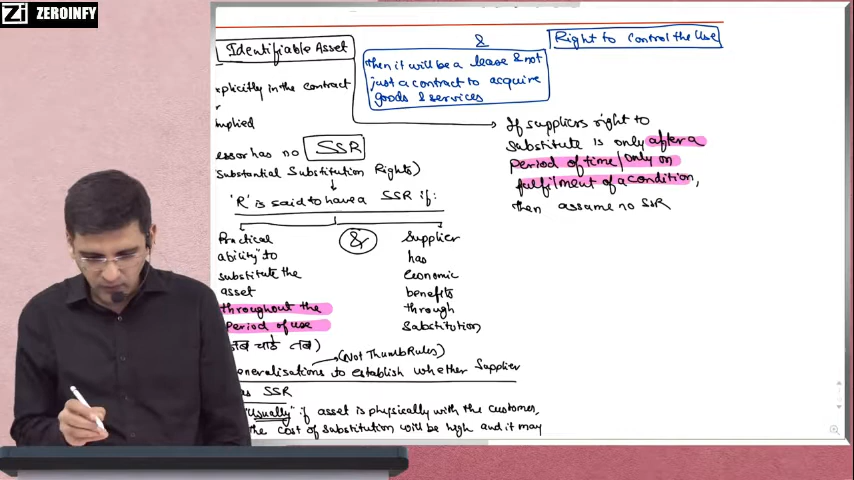 Zi ZEROINFY
Identifiable Asset
&
Right to control the Use
then it will be a lease & not
just a contract to acquire
goods & services
xplicitly in the contract
r
mplied
essor has no SSR
Substantial Substitution Rights)
'R' is said to have a SSR if:
Practical
ability to
substitute the
asset
throughout the
Period of use
जब चाहे तब)
&
Supplier
has
economic
benefits
through
Substitution
If suppliers right to
substitute is only after a
period of time/only on
fulfilment of a condition,
then assume no SSR
(Not Thumb Rules)
eneralisations to establish whether Supplier
as SSR
"Usually" if asset is physically with the customer,
the cost of substitution will be high and it may